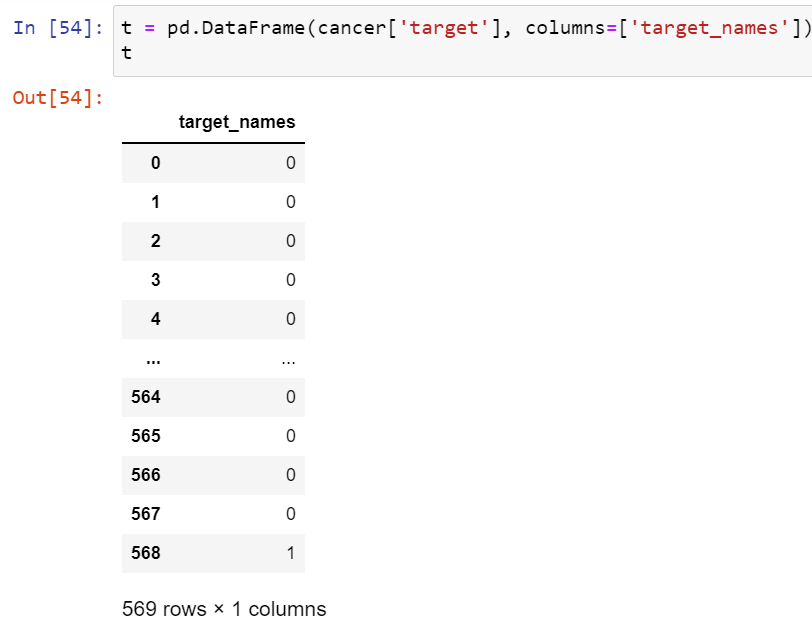 In [54]: t = pd.DataFrame(cancer['target'], columns=['target_names'])
t
Out[54]:
target_names
0 0
1 0
2 0
3 0
4 0
... ...
564 0
565 0
566 0
567 0
568 1
569 rows × 1 columns